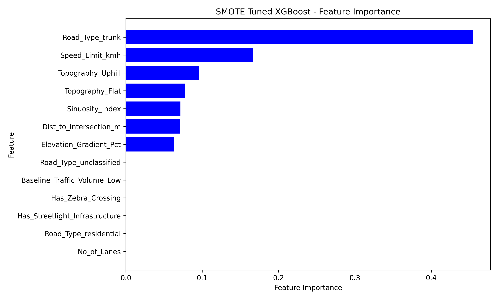 SMOTE Tuned XGBoost - Feature Importance
Road_Type_trunk
Speed_Limit_kmh
Topography_Uphill
Topography_Flat
Sinuosity_Index
Dist_to_Intersection_m
Elevation_Gradient_Pct
Road_Type_unclassified
Baseline_Traffic_Volume_Low
Has_Zebra_Crossing
Has_Streetlight_Infrastructure
Road_Type_residential
No_of_Lanes
Feature
0.0 0.1 0.2 0.3 0.4
Feature Importance